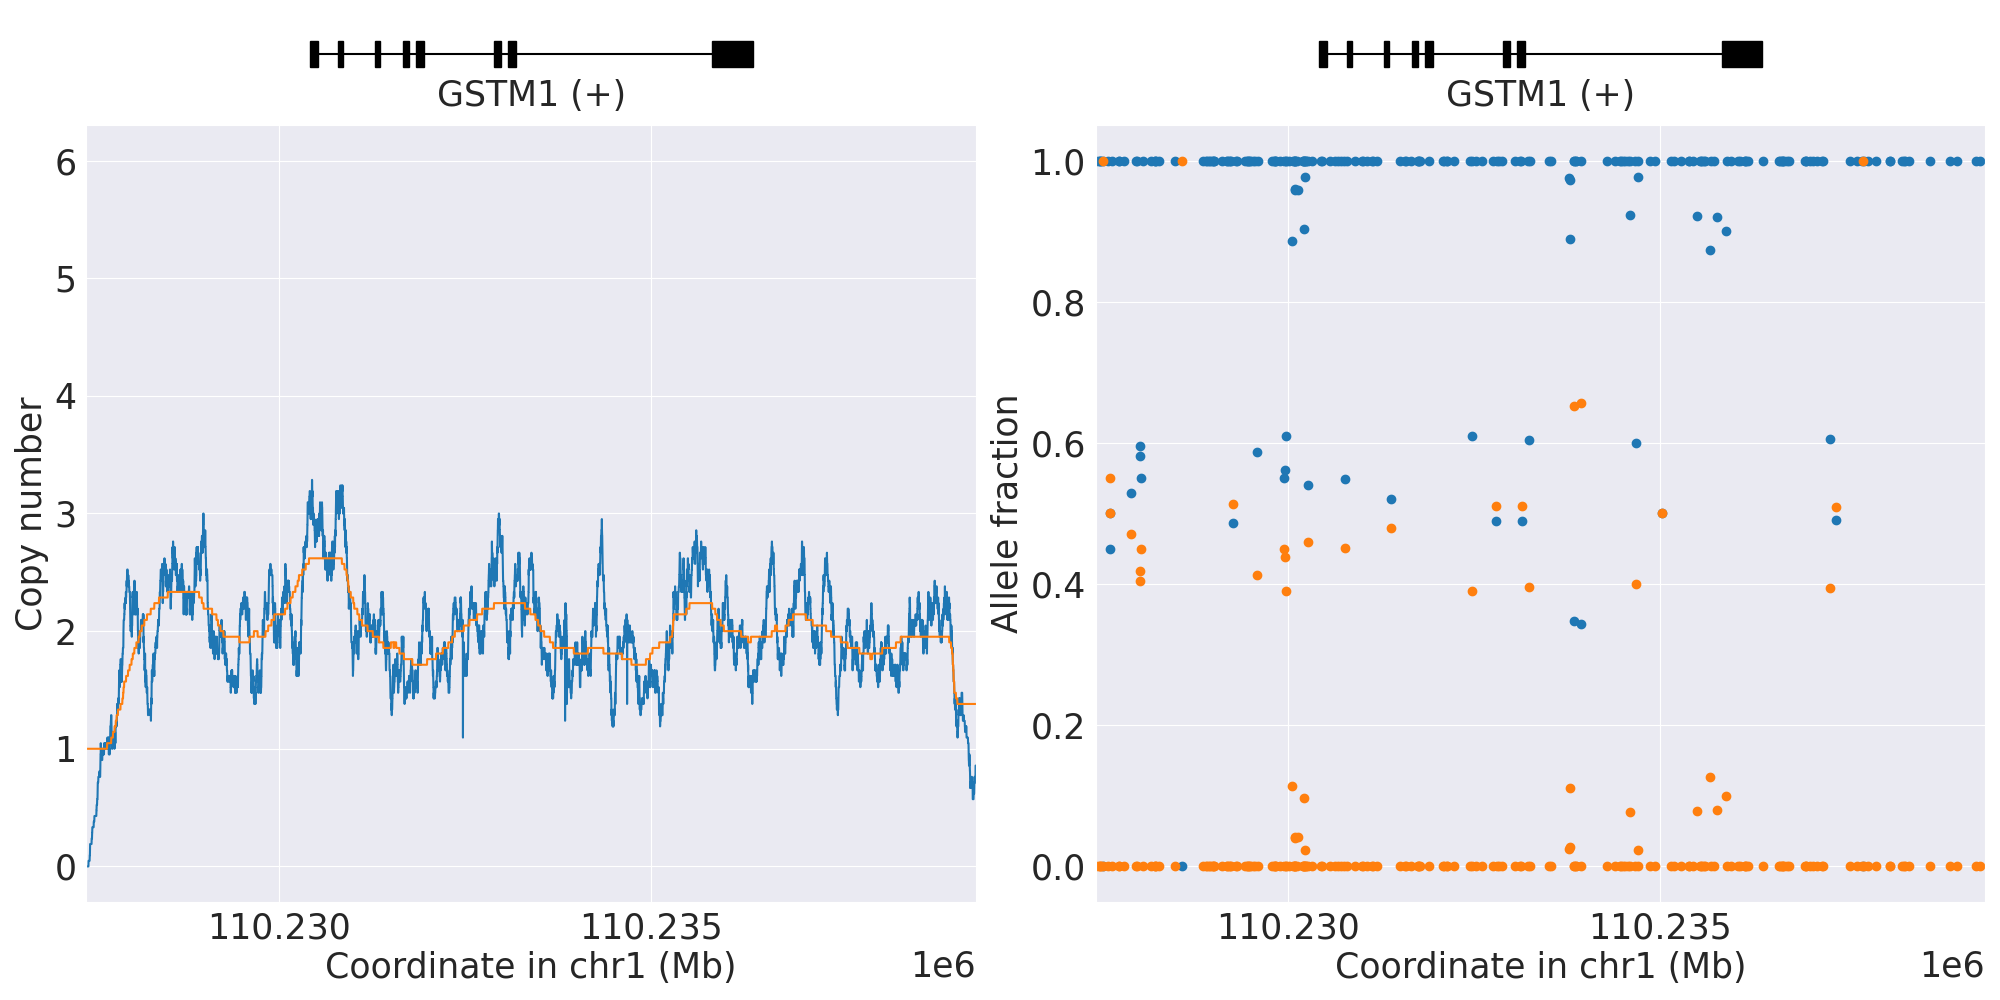 GSTM1 (+)
GSTM1 (+)
Copy number
6
5
4
3
2
1
0
110.230
110.235
Coordinate in chr1 (Mb)
1e6
Allele fraction
1.0
0.8
0.6
0.4
0.2
0.0
110.230
110.235
Coordinate in chr1 (Mb)
1e6